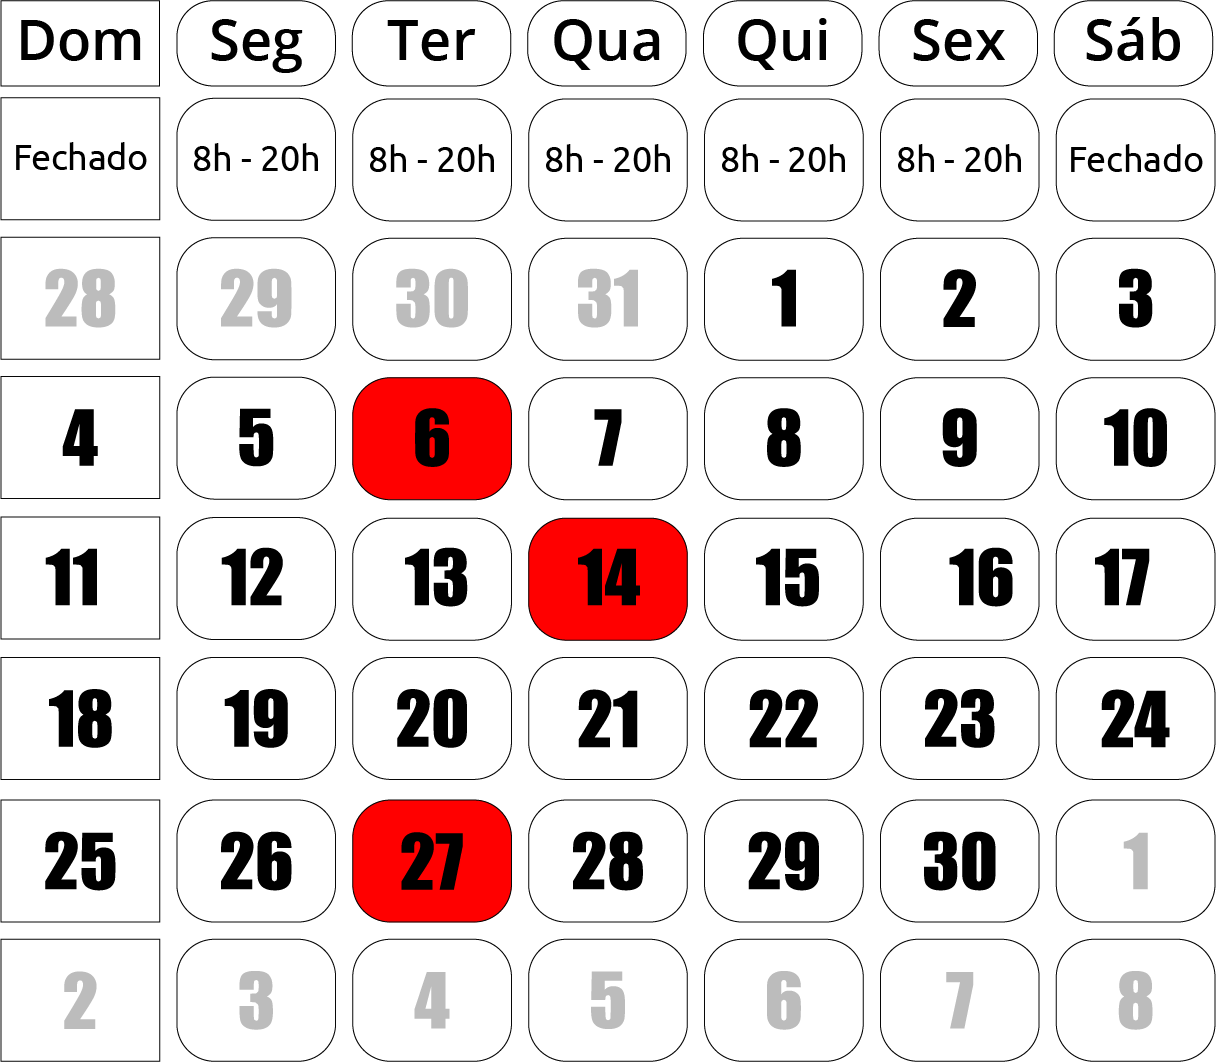 Dom Seg Ter Qua Qui Sex Sáb
Fechado 8h - 20h 8h - 20h 8h - 20h 8h - 20h 8h - 20h Fechado
28 29 30 31 1 2 3
4 5 6 7 8 9 10
11 12 13 14 15 16 17
18 19 20 21 22 23 24
25 26 27 28 29 30 1
2 3 4 5 6 7 8